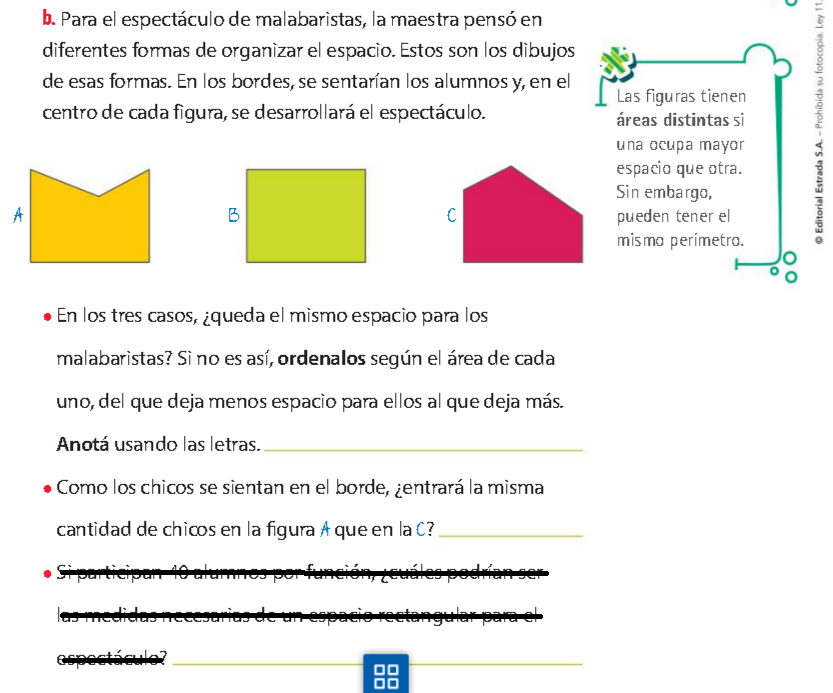 b. Para el espectáculo de malabaristas, la maestra pensó en
diferentes formas de organizar el espacio. Estos son los dibujos
de esas formas. En los bordes, se sentarían los alumnos y, en el
centro de cada figura, se desarrollará el espectáculo.
Las figuras tienen
áreas distintas si
una ocupa mayor
espacio que otra.
Sin embargo,
pueden tener el
mismo perímetro.
© Editorial Estrada S.A. – Prohibida su fotocopia. Ley 11.
A
B
C
• En los tres casos, ¿queda el mismo espacio para los
malabaristas? Si no es así, ordenalos según el área de cada
uno, del que deja menos espacio para ellos al que deja más.
Anotá usando las letras.
• Como los chicos se sientan en el borde, ¿entrará la misma
cantidad de chicos en la figura A que en la C?
• Si participan 40 alumnos por función, ¿cuáles podrían ser
las medidas necesarias de un espacio rectangular para el
espectáculo?